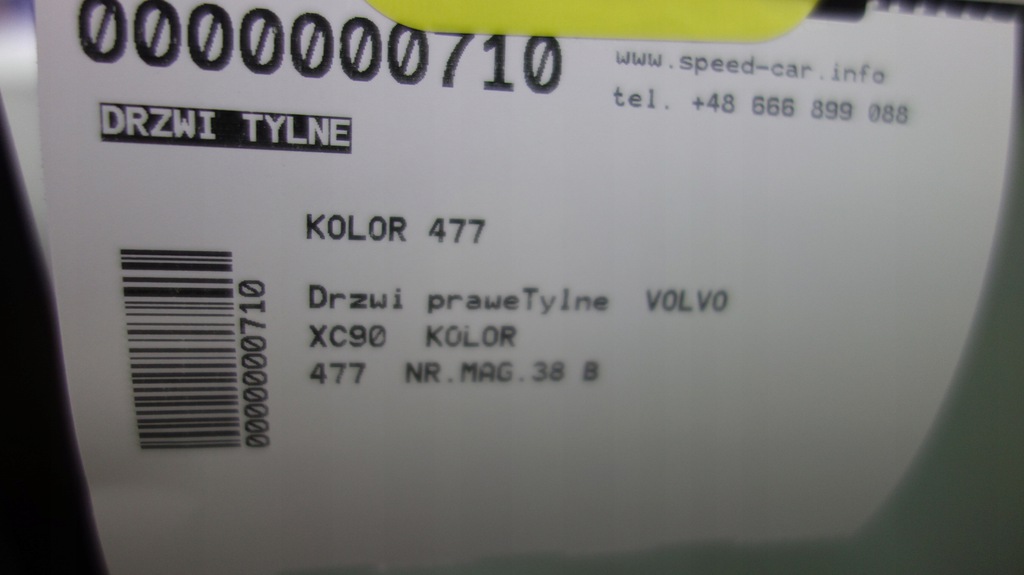 0000000710
www.speed-car.info
tel. +48 666 899 088
DRZWI TYLNE
KOLOR 477
Drzwi praweTylne VOLVO
XC90 KOLOR
477 NR.MAG.38 B
0000000710